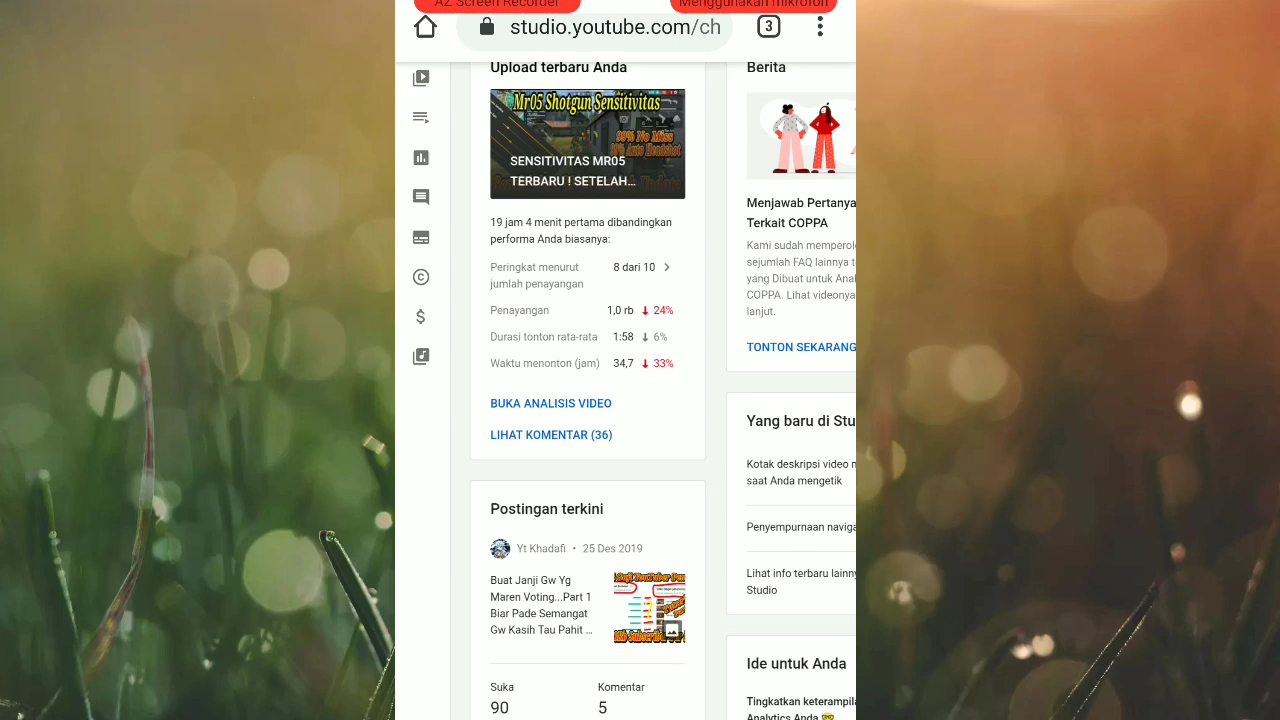 AZ Screen Recorder
Menggunakan mikrofon
studio.youtube.com/ch
3
Upload terbaru Anda
Mr05 Shotgun Sensitivitas
99% No Miss
SENSITIVITAS MR05
TERBARU ! SETELAH…
19 jam 4 menit pertama dibandingkan
performa Anda biasanya:
Peringkat menurut
jumlah penayangan
8 dari 10
Penayangan 1,0 rb 24%
Durasi tonton rata-rata 1:58 6%
Waktu menonton (jam) 34,7 33%
BUKA ANALISIS VIDEO
LIHAT KOMENTAR (36)
Postingan terkini
Yt Khadafi • 25 Des 2019
Buat Janji Gw Yg
Maren Voting...Part 1
Biar Pade Semangat
Gw Kasih Tau Pahit …
Suka Komentar
90 5
Berita
Menjawab Pertanya
Terkait COPPA
Kami sudah memperol
sejumlah FAQ lainnya t
yang Dibuat untuk Anal
COPPA. Lihat videonya
lanjut.
TONTON SEKARANG
Yang baru di Stu
Kotak deskripsi video m
saat Anda mengetik
Penyempurnaan naviga
Lihat info terbaru lainny
Studio
Ide untuk Anda
Tingkatkan keterampila
Analytics Anda 🤓